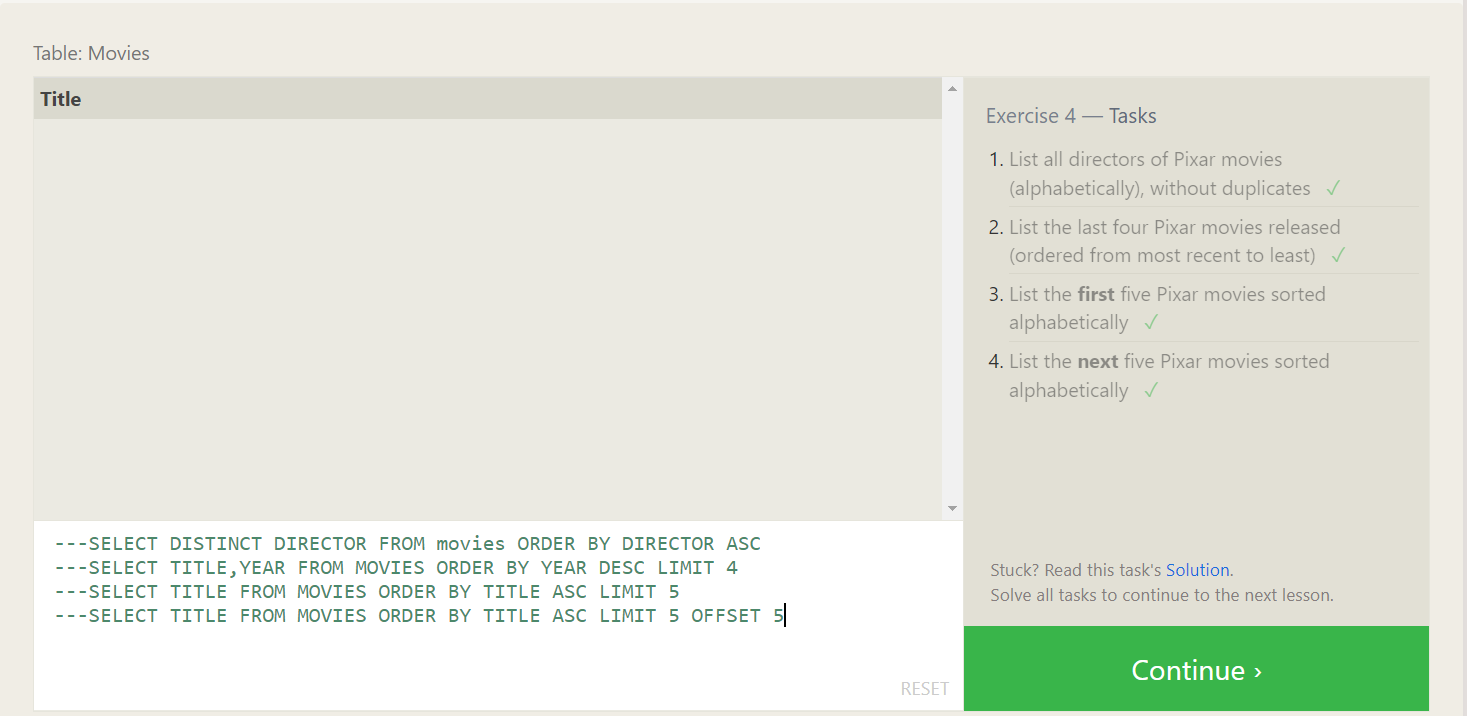 Table: Movies
Title
---SELECT DISTINCT DIRECTOR FROM movies ORDER BY DIRECTOR ASC
---SELECT TITLE,YEAR FROM MOVIES ORDER BY YEAR DESC LIMIT 4
---SELECT TITLE FROM MOVIES ORDER BY TITLE ASC LIMIT 5
---SELECT TITLE FROM MOVIES ORDER BY TITLE ASC LIMIT 5 OFFSET 5
RESET
Exercise 4 — Tasks
1. List all directors of Pixar movies
(alphabetically), without duplicates ✓
2. List the last four Pixar movies released
(ordered from most recent to least) ✓
3. List the first five Pixar movies sorted
alphabetically ✓
4. List the next five Pixar movies sorted
alphabetically ✓
Stuck? Read this task's Solution.
Solve all tasks to continue to the next lesson.
Continue ›